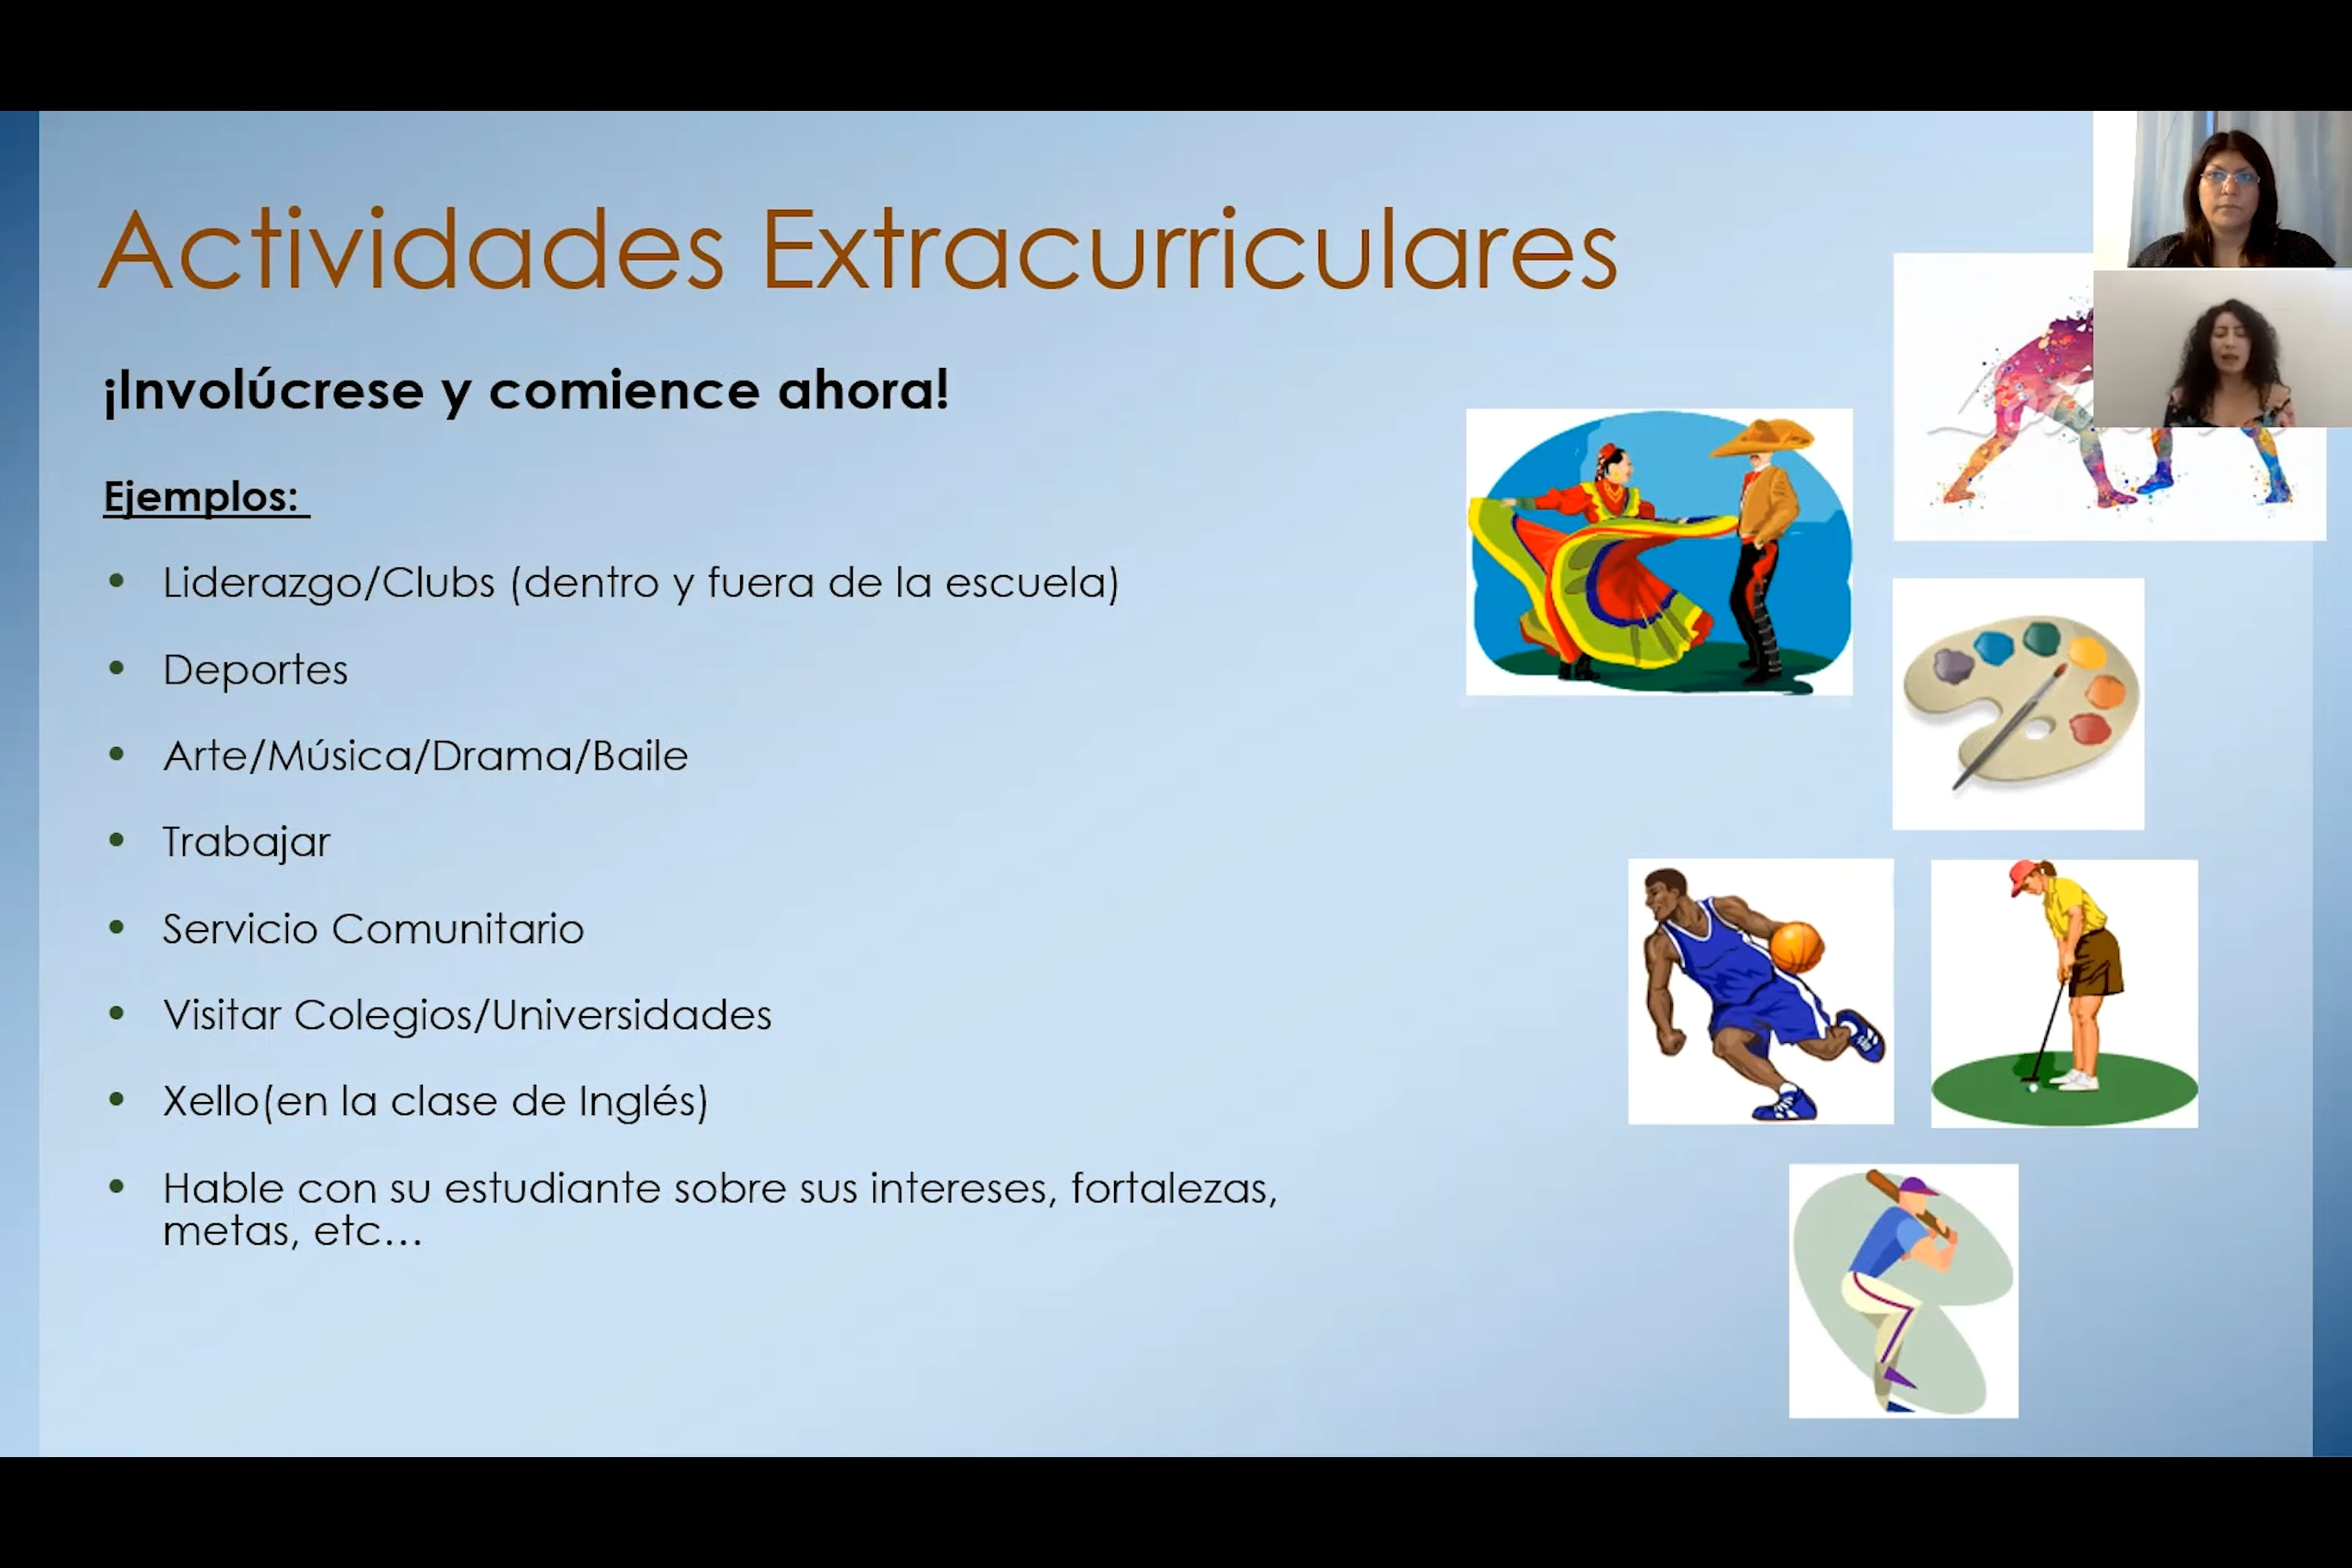 Actividades Extracurriculares
¡Involúcrese y comience ahora!
Ejemplos:
• Liderazgo/Clubs (dentro y fuera de la escuela)
• Deportes
• Arte/Música/Drama/Baile
• Trabajar
• Servicio Comunitario
• Visitar Colegios/Universidades
• Xello(en la clase de Inglés)
• Hable con su estudiante sobre sus intereses, fortalezas,
metas, etc...